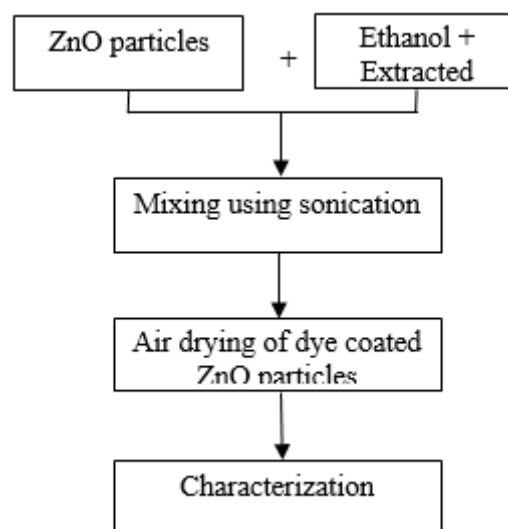 ZnO particles
+
Ethanol +
Extracted
Mixing using sonication
Air drying of dye coated
ZnO particles
Characterization